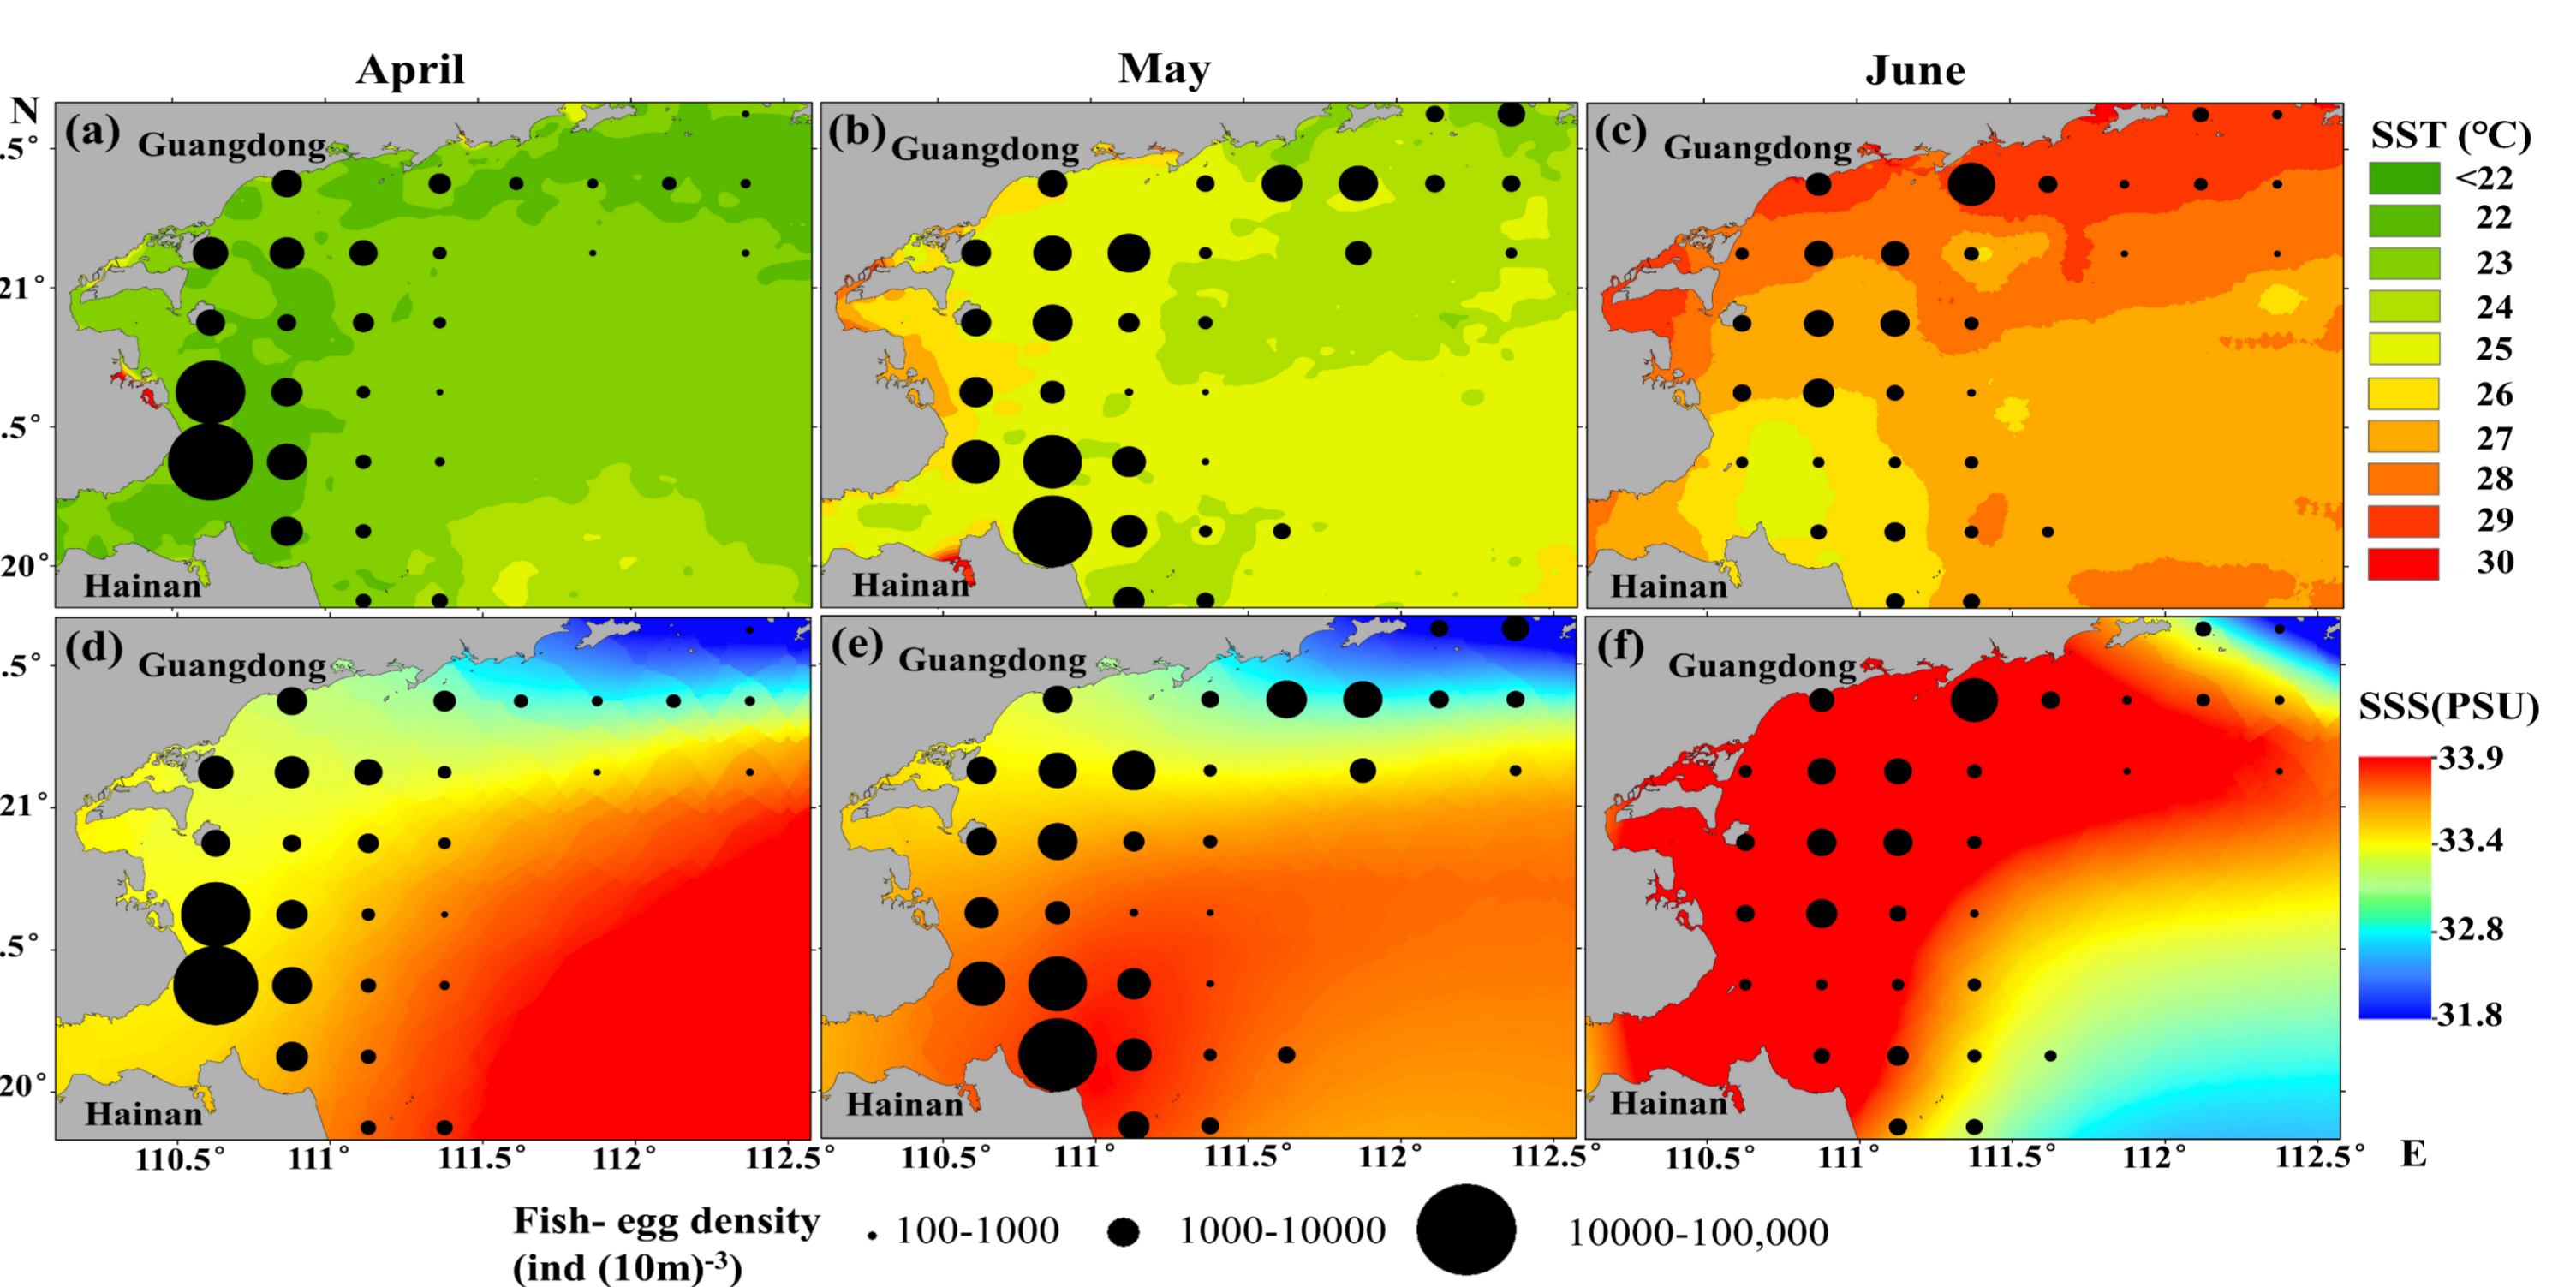 April May June
N
(a) Guangdong Hainan
(b) Guangdong Hainan
(c) Guangdong Hainan
.5°
21°
.5°
20°
SST (°C)
<22
22
23
24
25
26
27
28
29
30
(d) Guangdong Hainan
(e) Guangdong Hainan
(f) Guangdong Hainan
.5°
21°
.5°
20°
SSS(PSU)
33.9
33.4
32.8
31.8
110.5° 111° 111.5° 112° 112.5° 110.5° 111° 111.5° 112° 112.5° 110.5° 111° 111.5° 112° 112.5° E
Fish- egg density 100-1000 1000-10000 10000-100,000
(ind (10m)-3)